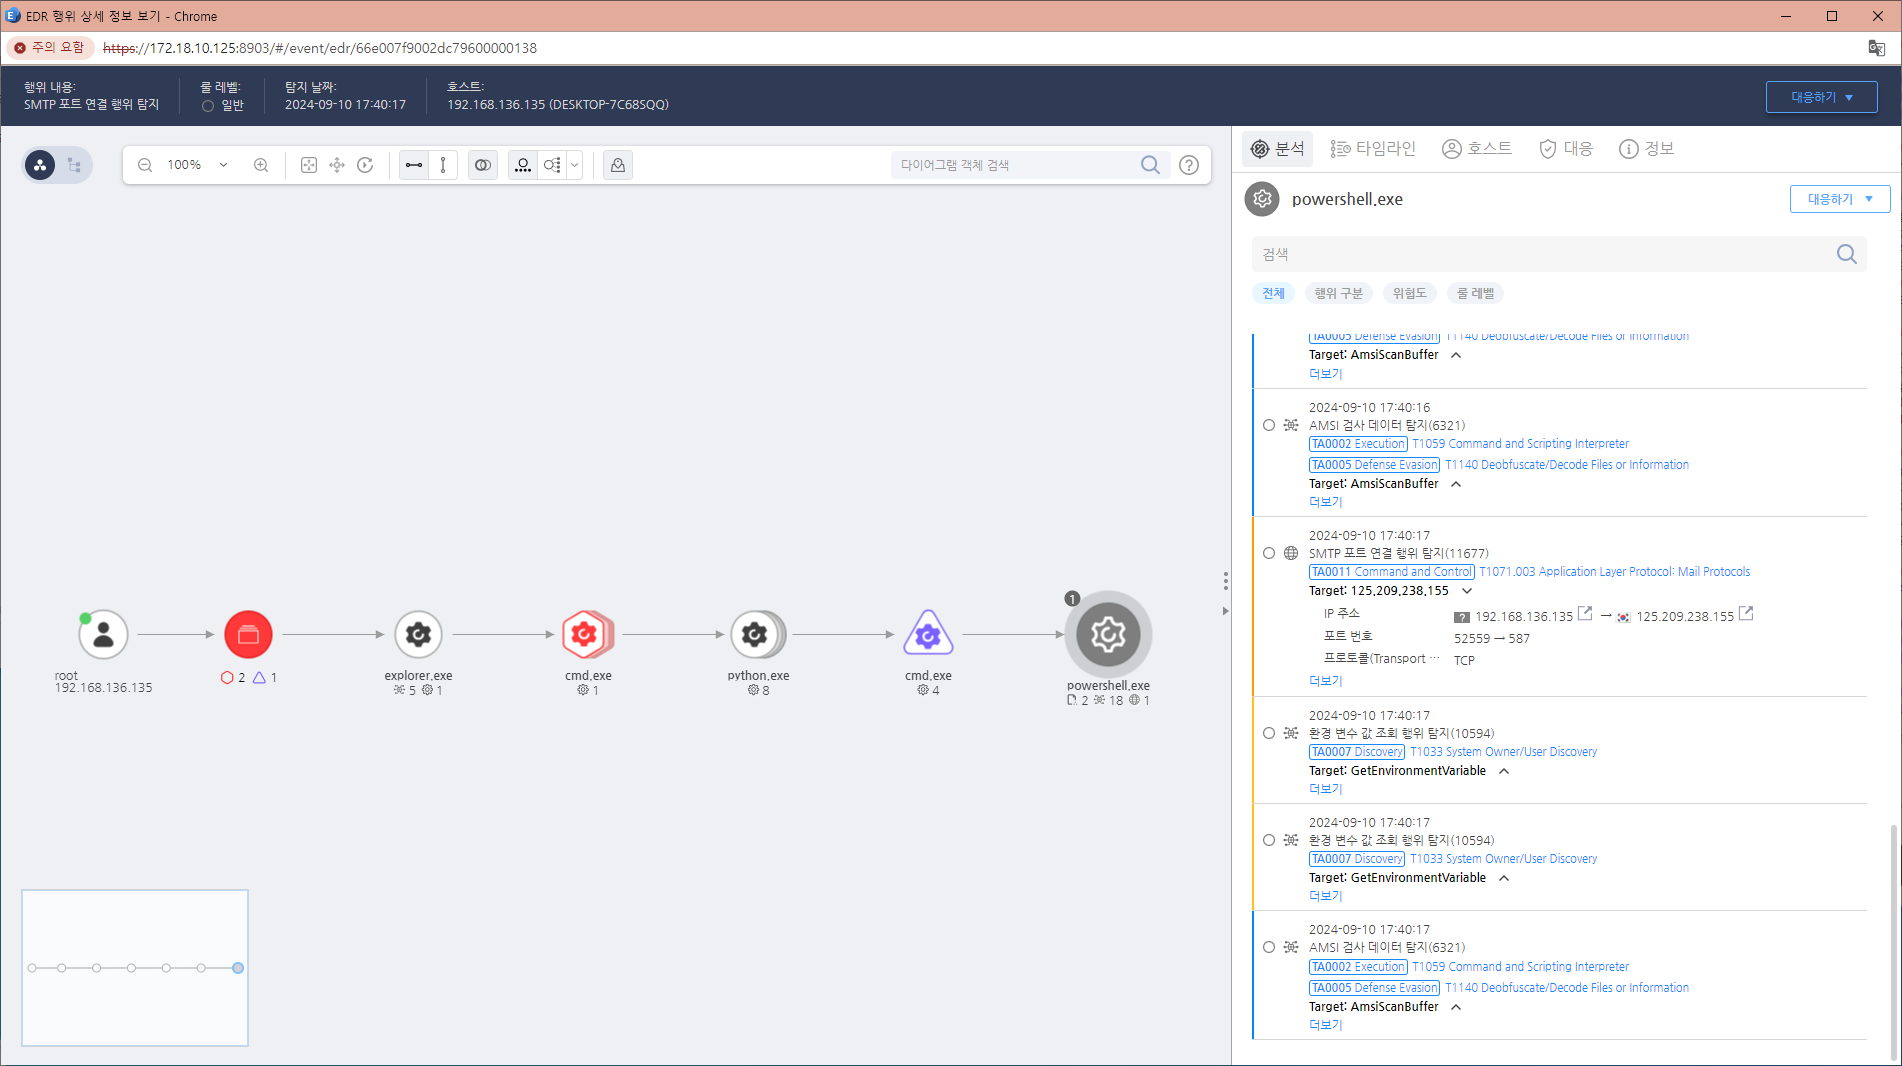 EDR 행위 상세 정보 보기 - Chrome
주의 요함 https://172.18.10.125:8903/#/event/edr/66e007f9002dc79600000138
행위 내용:
SMTP 포트 연결 행위 탐지
룰 레벨:
일반
탐지 날짜:
2024-09-10 17:40:17
호스트:
192.168.136.135 (DESKTOP-7C68SQQ)
대응하기
100%
다이어그램 객체 검색
root
192.168.136.135
2 1
explorer.exe
5 1
cmd.exe
1
python.exe
8
cmd.exe
4
1
powershell.exe
2 18 1
분석 타임라인 호스트 대응 정보
powershell.exe
대응하기
검색
전체 행위 구분 위험도 룰 레벨
TA0005 Defense Evasion T1140 Deobfuscate/Decode Files or Information
Target: AmsiScanBuffer
더보기
2024-09-10 17:40:16
AMSI 검사 데이터 탐지(6321)
TA0002 Execution T1059 Command and Scripting Interpreter
TA0005 Defense Evasion T1140 Deobfuscate/Decode Files or Information
Target: AmsiScanBuffer
더보기
2024-09-10 17:40:17
SMTP 포트 연결 행위 탐지(11677)
TA0011 Command and Control T1071.003 Application Layer Protocol: Mail Protocols
Target: 125.209.238.155
IP 주소 ? 192.168.136.135 → 125.209.238.155
포트 번호 52559 → 587
프로토콜(Transport ... TCP
더보기
2024-09-10 17:40:17
환경 변수 값 조회 행위 탐지(10594)
TA0007 Discovery T1033 System Owner/User Discovery
Target: GetEnvironmentVariable
더보기
2024-09-10 17:40:17
환경 변수 값 조회 행위 탐지(10594)
TA0007 Discovery T1033 System Owner/User Discovery
Target: GetEnvironmentVariable
더보기
2024-09-10 17:40:17
AMSI 검사 데이터 탐지(6321)
TA0002 Execution T1059 Command and Scripting Interpreter
TA0005 Defense Evasion T1140 Deobfuscate/Decode Files or Information
Target: AmsiScanBuffer
더보기